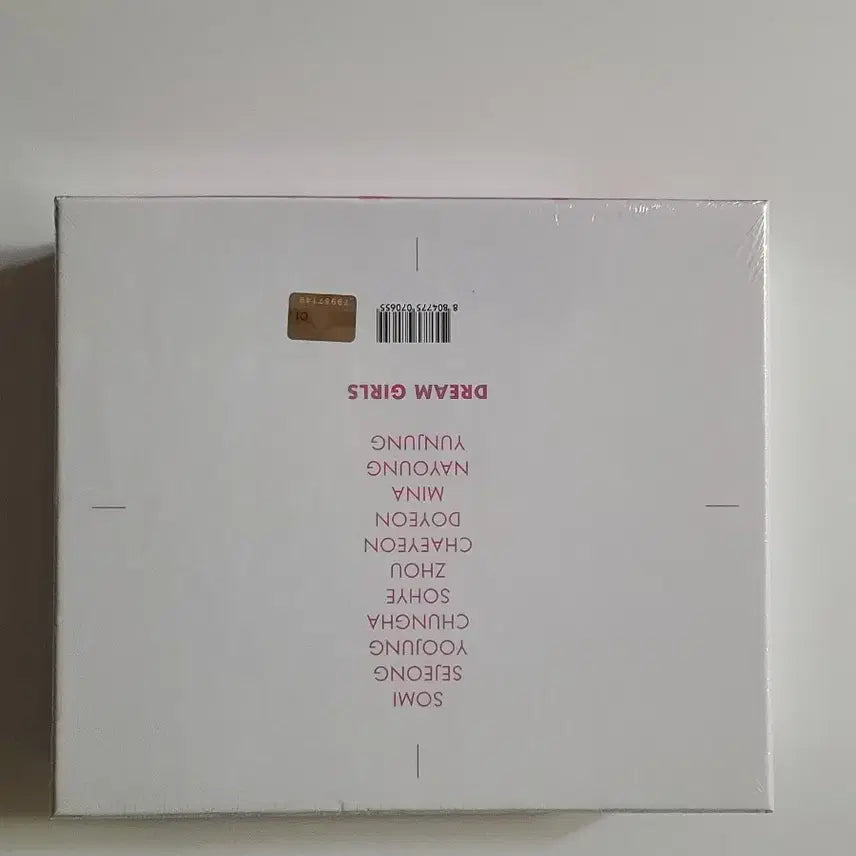 SOMI
SEJEONG
YOOJUNG
CHUNGHA
SOHYE
ZHOU
CHAEYEON
DOYEON
MINA
NAYOUNG
YUNJUNG
DREAM GIRLS
8 804775 070655